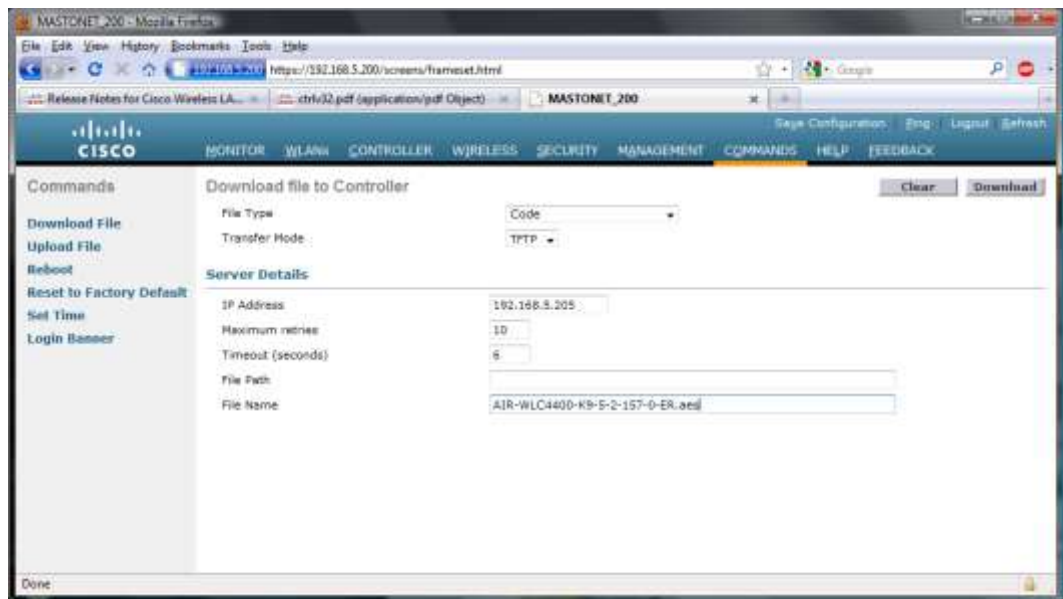 MASTONET_200 - Mozilla Firefox
File Edit View History Bookmarks Tools Help
192.168.5.200 https://192.168.5.200/screens/frameset.html Google
Release Notes for Cisco Wireless LA... ctrlv32.pdf (application/pdf Object) MASTONET_200
Save Configuration Ping Logout Refresh
CISCO MONITOR WLANs CONTROLLER WIRELESS SECURITY MANAGEMENT COMMANDS HELP FEEDBACK
Commands
Download File
Upload File
Reboot
Reset to Factory Default
Set Time
Login Banner
Download file to Controller
Clear Download
File Type Code
Transfer Mode TFTP
Server Details
IP Address 192.168.5.205
Maximum retries 10
Timeout (seconds) 6
File Path
File Name AIR-WLC4400-K9-5-2-157-0-ER.aes
Done